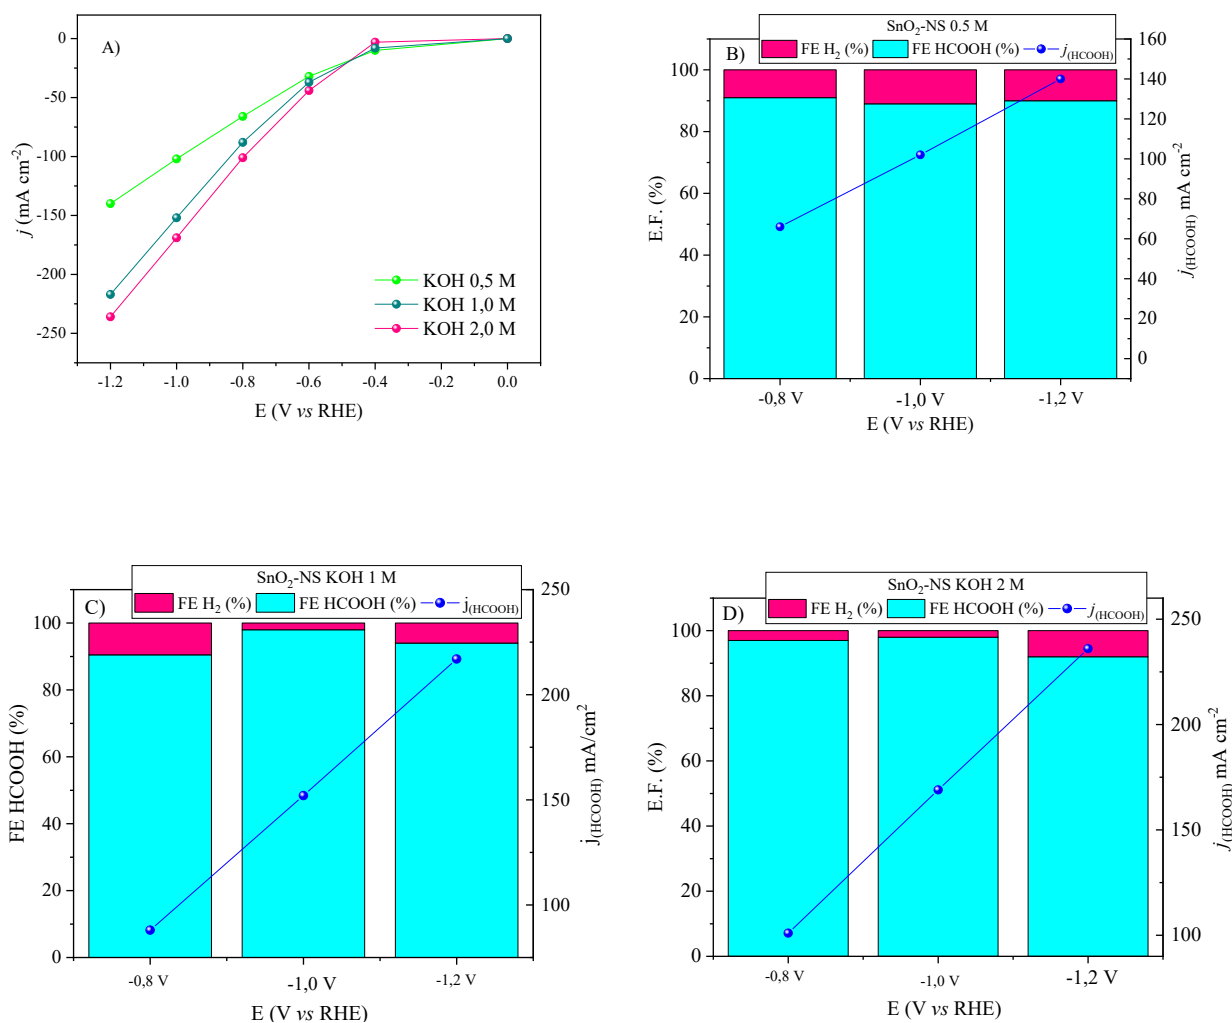 A)
0
-50
-100
-150
-200
-250
j (mA cm-2)
KOH 0,5 M
KOH 1,0 M
KOH 2,0 M
-1.2 -1.0 -0.8 -0.6 -0.4 0.0
E (V vs RHE)
SnO2-NS 0.5 M
FE H2 (%) FE HCOOH (%) j(HCOOH)
B)
100
80
60
40
20
0
E.F. (%)
160
140
120
100
80
60
40
20
0
j(HCOOH) mA cm-2
-0,8 V -1,0 V -1,2 V
E (V vs RHE)
SnO2-NS KOH 1 M
FE H2 (%) FE HCOOH (%) j(HCOOH)
C)
100
80
60
40
20
0
FE HCOOH (%)
250
200
150
100
j(HCOOH) mA/cm2
-0,8 V -1,0 V -1,2 V
E (V vs RHE)
SnO2-NS KOH 2 M
FE H2 (%) FE HCOOH (%) j(HCOOH)
D)
100
80
60
40
20
0
E.F. (%)
250
200
150
100
j(HCOOH) mA cm-2
-0,8 V -1,0 V -1,2 V
E (V vs RHE)